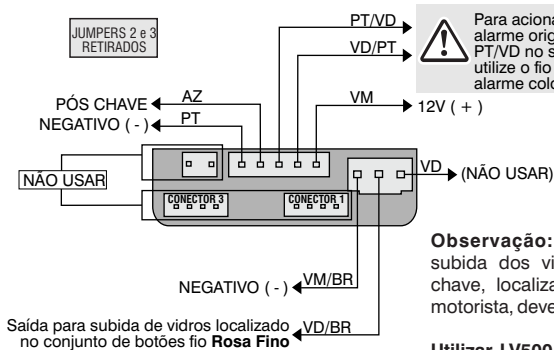 PT/VD
Para aciona
alarme orig
PT/VD no s
utilize o fio
alarme colo
JUMPERS 2 e 3
RETIRADOS
VD/PT
PÓS CHAVE
AZ
VM
12V ( + )
NEGATIVO ( - )
PT
NÃO USAR
VD
(NÃO USAR)
CONECTOR 3
CONECTOR 1
Observação:
subida dos vi
chave, localiza
motorista, deve
NEGATIVO ( - )
VM/BR
Saída para subida de vidros localizado
no conjunto de botões fio Rosa Fino
VD/BR
Utilizar LV500